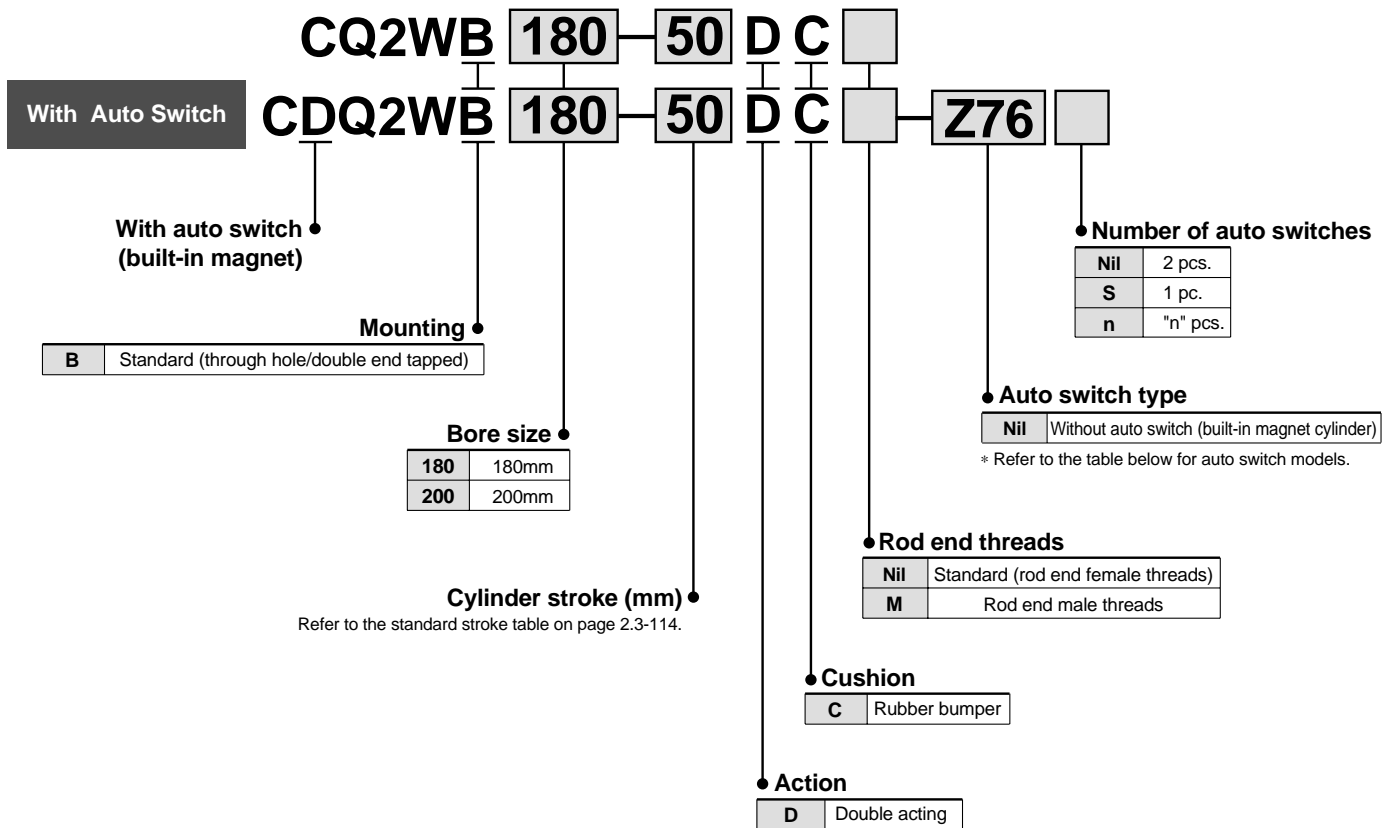 CQ2WB 180-50 D C
With Auto Switch
CDQ2WB 180-50 D C - Z76
With auto switch
(built-in magnet)
Number of auto switches
Nil 2 pcs.
S 1 pc.
n "n" pcs.
Mounting
B Standard (through hole/double end tapped)
Auto switch type
Nil Without auto switch (built-in magnet cylinder)
* Refer to the table below for auto switch models.
Bore size
180 180mm
200 200mm
Rod end threads
Nil Standard (rod end female threads)
M Rod end male threads
Cylinder stroke (mm)
Refer to the standard stroke table on page 2.3-114.
Cushion
C Rubber bumper
Action
D Double acting